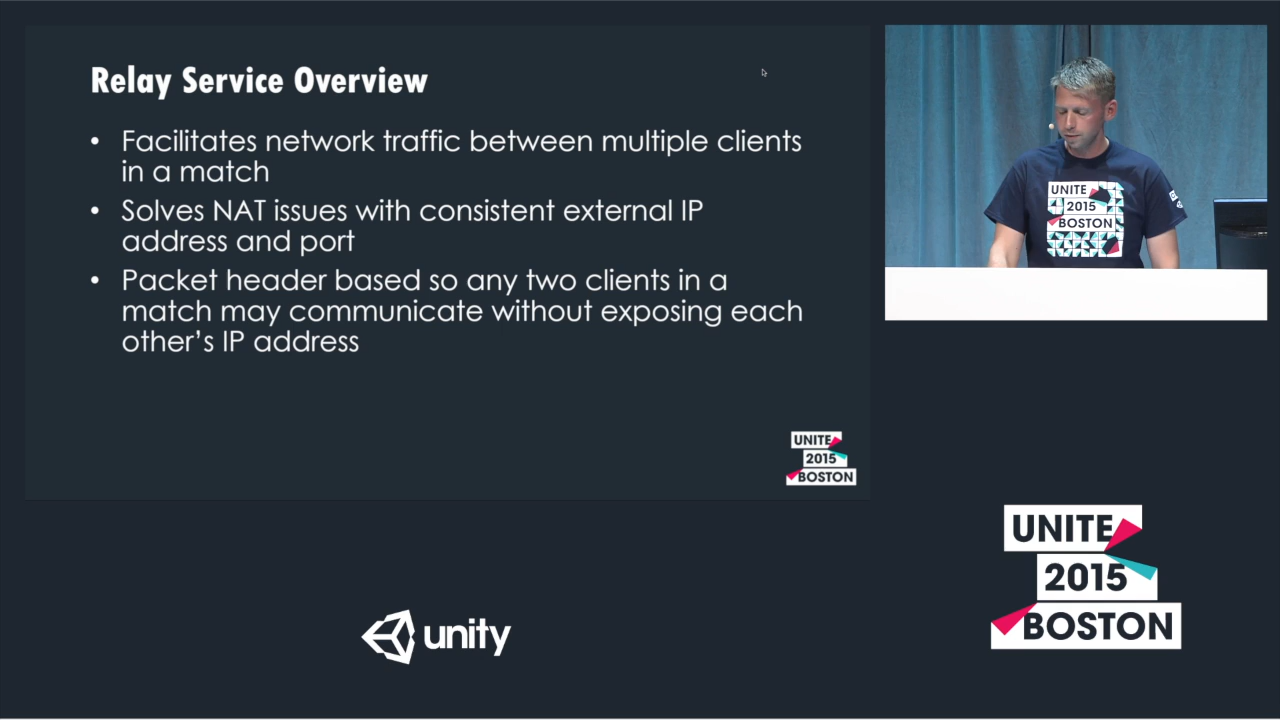 Relay Service Overview
• Facilitates network traffic between multiple clients
in a match
• Solves NAT issues with consistent external IP
address and port
• Packet header based so any two clients in a
match may communicate without exposing each
other's IP address
UNITE
2015
BOSTON
UNITE
2015
BOSTON
UNITE
2015
BOSTON
unity